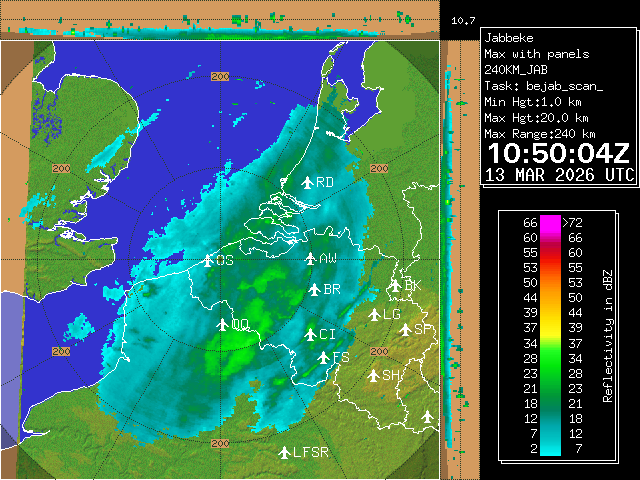 10.7
Jabbeke
Max with panels
240KM_JAB
Task: bejab_scan_
Min Hgt:1.0 km
Max Hgt:20.0 km
Max Range:240 km
10:50:04Z
13 MAR 2026 UTC
200
200
200
RD
OS
AW
BR
BK
OO
LG
CI
SP
200
FS
200
SH
200
LFSR
66 >72
60 66
55 60
53 55
50 53
44 50
39 44
37 39
34 37
28 34
23 28
21 23
18 21
12 18
7 12
2 7
Reflectivity in dBZ